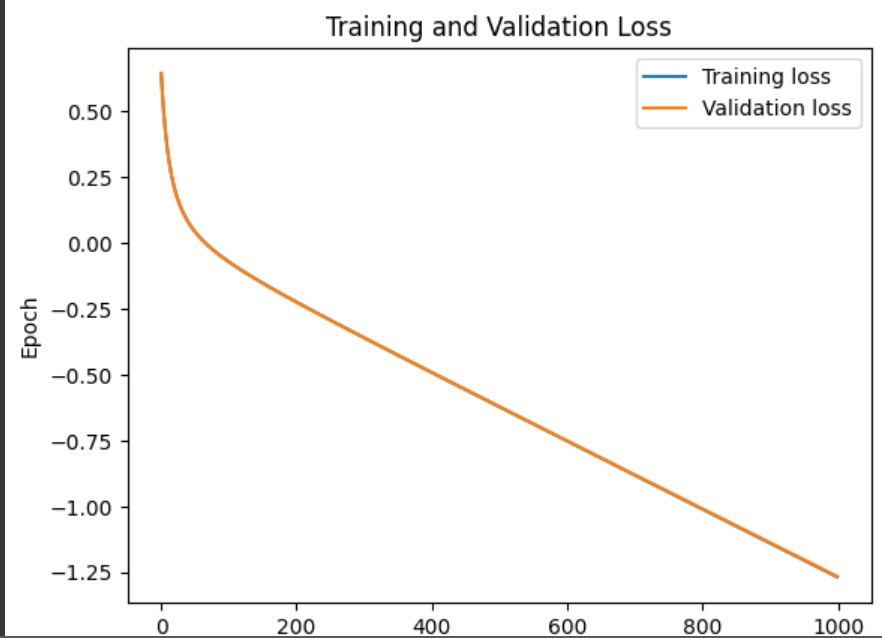 Training and Validation Loss
Training loss
Validation loss
0.50
0.25
0.00
−0.25
−0.50
−0.75
−1.00
−1.25
Epoch
0 200 400 600 800 1000